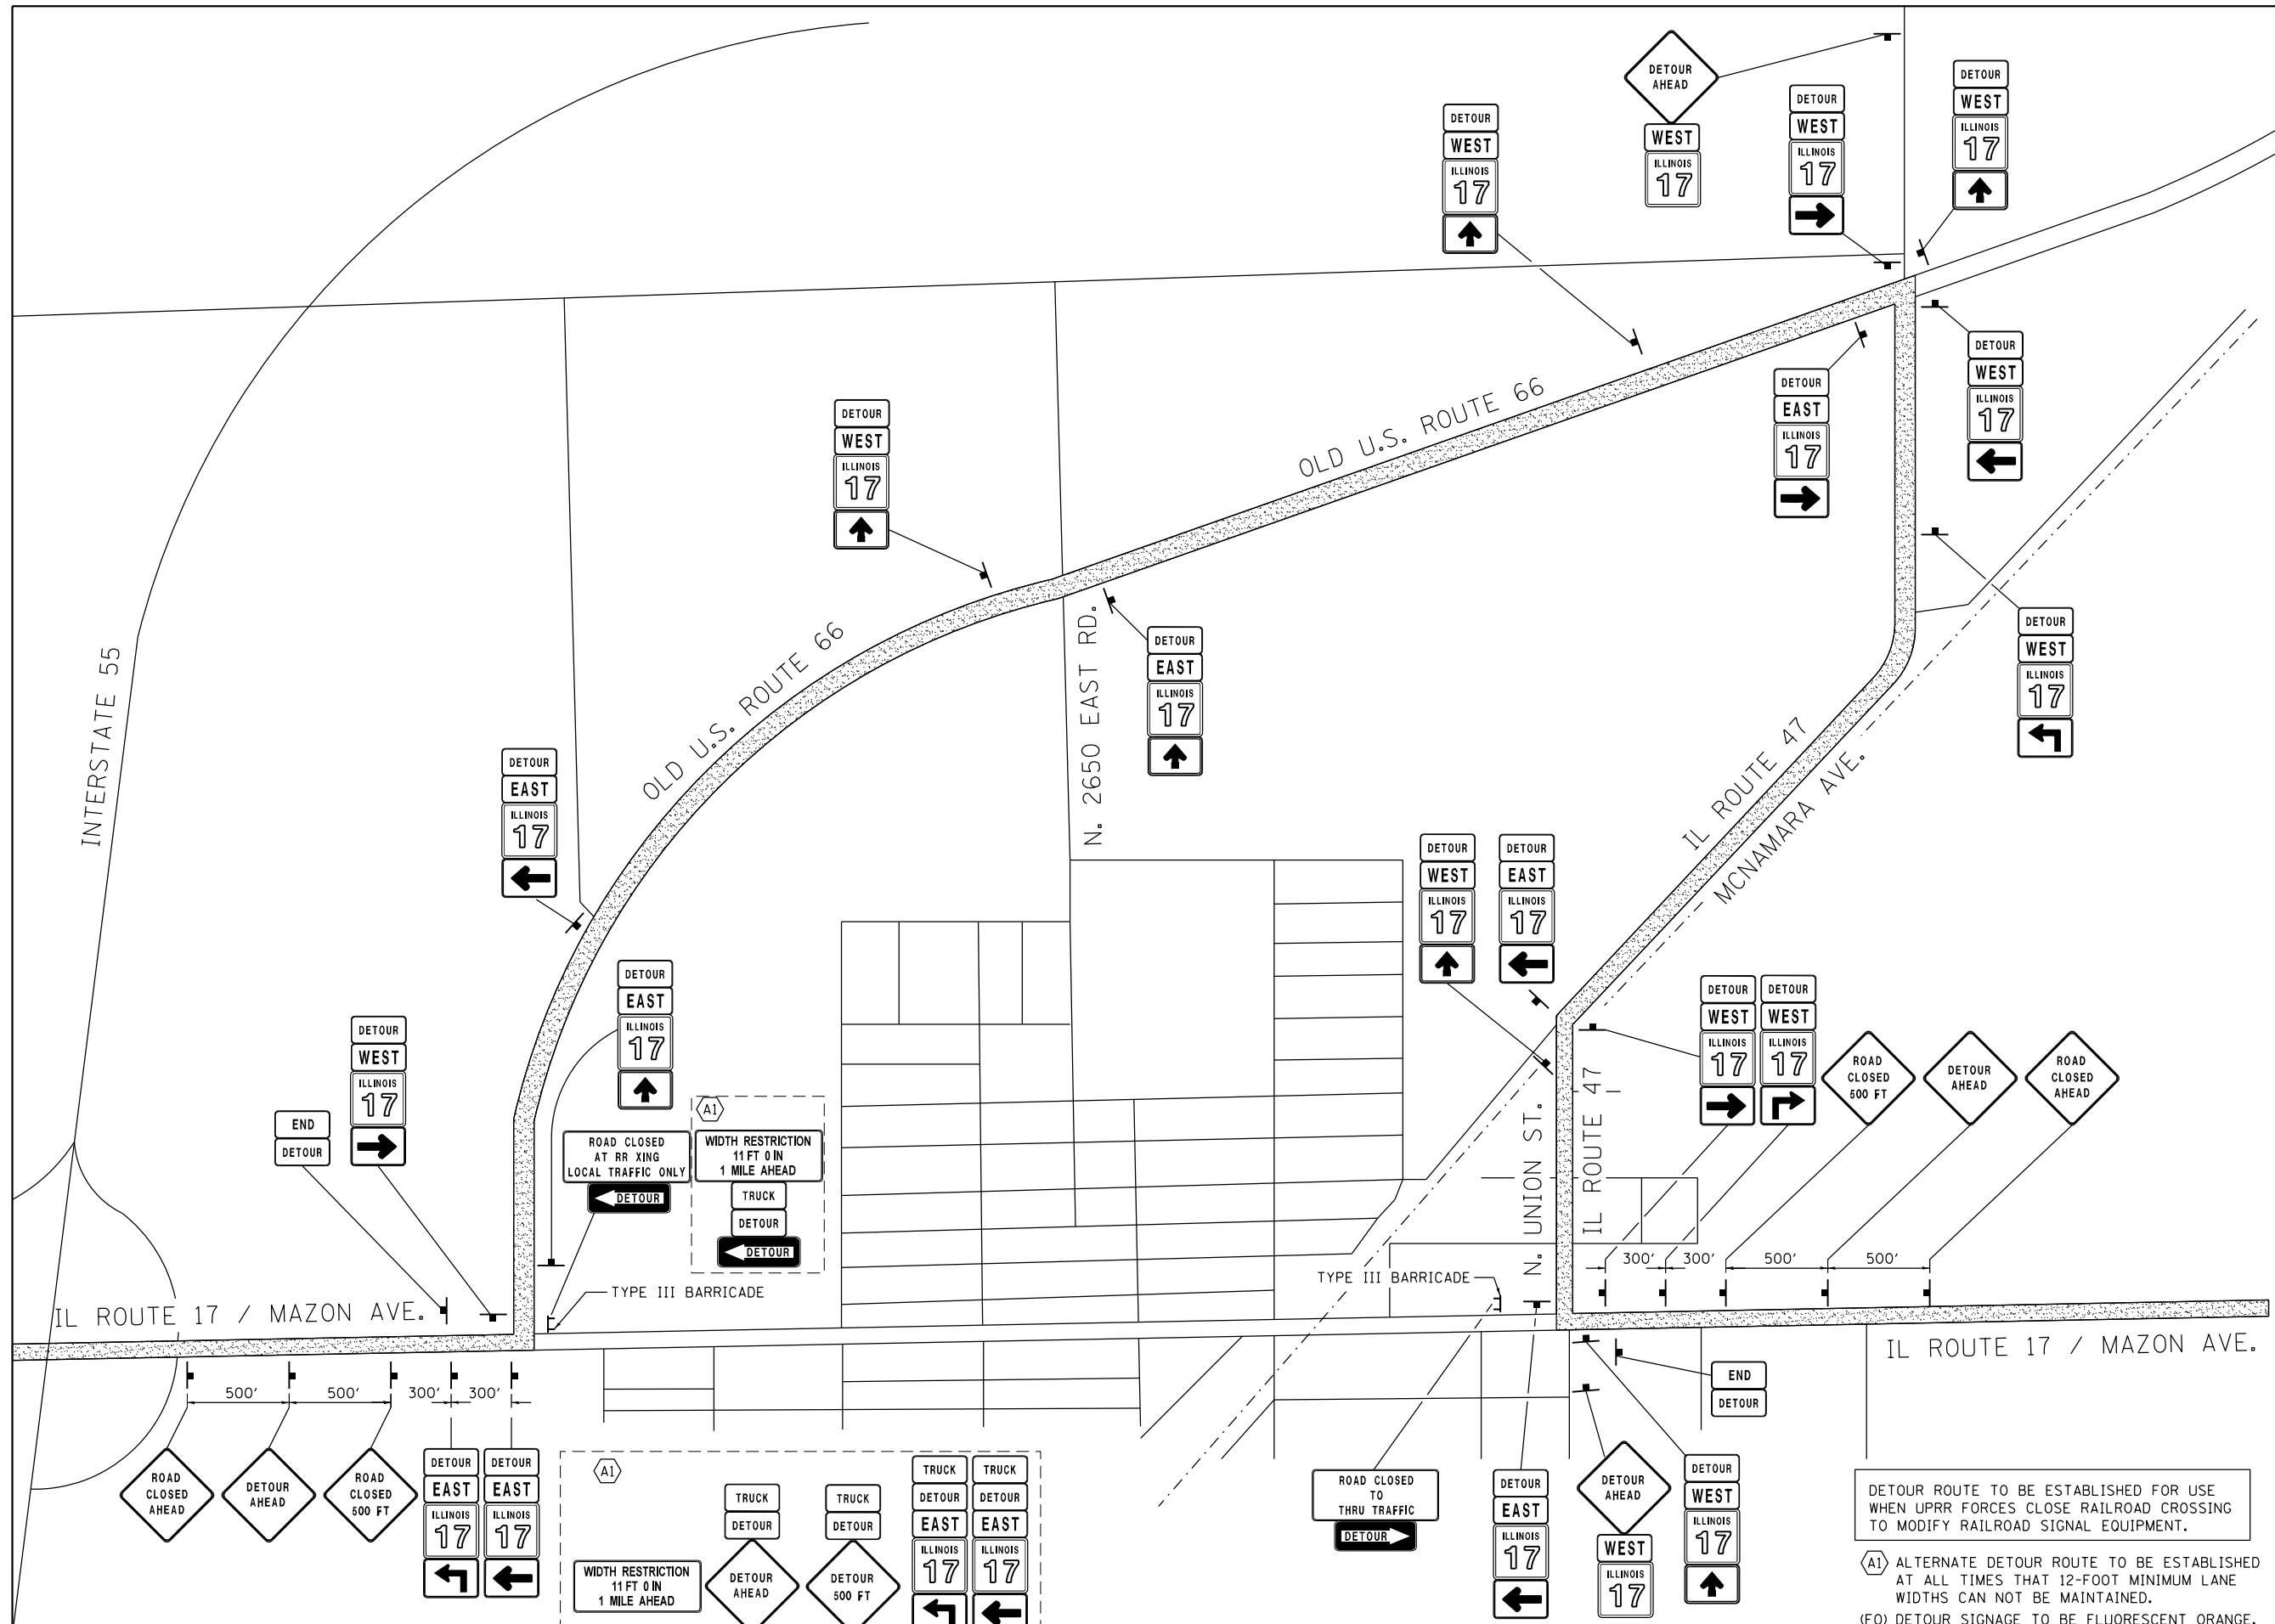 DETOUR
AHEAD
WEST
ILLINOIS
17
DETOUR
WEST
ILLINOIS
17
DETOUR
WEST
ILLINOIS
17
DETOUR
WEST
ILLINOIS
17
DETOUR
WEST
ILLINOIS
17
DETOUR
EAST
ILLINOIS
17
OLD U.S. ROUTE 66
DETOUR
WEST
ILLINOIS
17
DETOUR
WEST
ILLINOIS
17
DETOUR
EAST
ILLINOIS
17
N. 2650 EAST RD.
OLD U.S. ROUTE 66
INTERSTATE 55
DETOUR
EAST
ILLINOIS
17
IL ROUTE 47
MCNAMARA AVE.
DETOUR
WEST
ILLINOIS
17
DETOUR
EAST
ILLINOIS
17
DETOUR
EAST
ILLINOIS
17
DETOUR
WEST
ILLINOIS
17
END
DETOUR
A1
ROAD CLOSED
AT RR XING
LOCAL TRAFFIC ONLY
DETOUR
WIDTH RESTRICTION
11 FT 0 IN
1 MILE AHEAD
TRUCK
DETOUR
DETOUR
DETOUR
WEST
ILLINOIS
17
DETOUR
WEST
ILLINOIS
17
ROAD
CLOSED
500 FT
DETOUR
AHEAD
ROAD
CLOSED
AHEAD
N. UNION ST.
IL ROUTE 47
300'
300'
500'
500'
TYPE III BARRICADE
TYPE III BARRICADE
IL ROUTE 17 / MAZON AVE.
IL ROUTE 17 / MAZON AVE.
500'
500'
300'
300'
END
DETOUR
ROAD
CLOSED
AHEAD
DETOUR
AHEAD
ROAD
CLOSED
500 FT
DETOUR
EAST
ILLINOIS
17
DETOUR
EAST
ILLINOIS
17
A1
WIDTH RESTRICTION
11 FT 0 IN
1 MILE AHEAD
TRUCK
DETOUR
DETOUR
AHEAD
TRUCK
DETOUR
DETOUR
500 FT
TRUCK
DETOUR
EAST
ILLINOIS
17
TRUCK
DETOUR
EAST
ILLINOIS
17
ROAD CLOSED
TO
THRU TRAFFIC
DETOUR
DETOUR
EAST
ILLINOIS
17
DETOUR
AHEAD
WEST
ILLINOIS
17
DETOUR
WEST
ILLINOIS
17
DETOUR ROUTE TO BE ESTABLISHED FOR USE
WHEN UPRR FORCES CLOSE RAILROAD CROSSING
TO MODIFY RAILROAD SIGNAL EQUIPMENT.
A1 ALTERNATE DETOUR ROUTE TO BE ESTABLISHED
AT ALL TIMES THAT 12-FOOT MINIMUM LANE
WIDTHS CAN NOT BE MAINTAINED.
(FO) DETOUR SIGNAGE TO BE FLUORESCENT ORANGE.